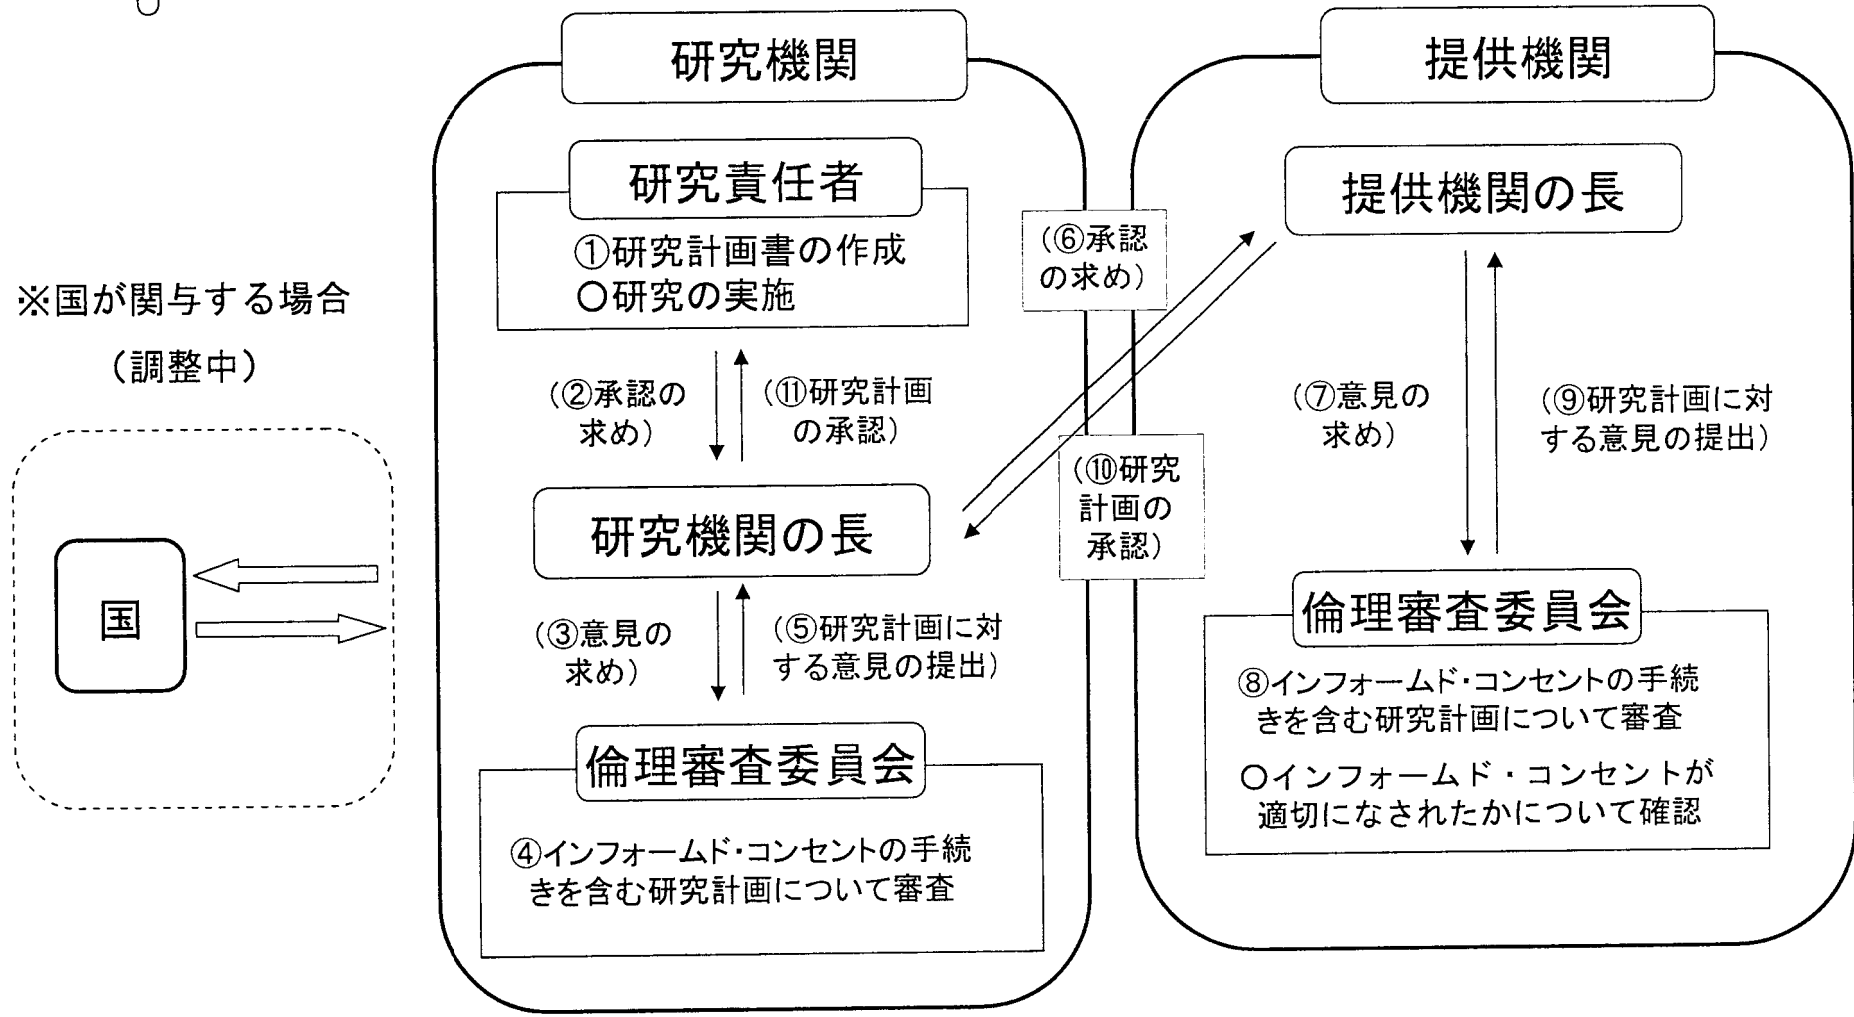 ※国が関与する場合
（調整中）
国
研究機関
研究責任者
①研究計画書の作成
○研究の実施
（②承認の
求め）
（⑪研究計画
の承認）
研究機関の長
（③意見の
求め）
（⑤研究計画に対
する意見の提出）
倫理審査委員会
④インフォームド・コンセントの手続
きを含む研究計画について審査
（⑥承認
の求め）
（⑩研究
計画の
承認）
提供機関
提供機関の長
（⑦意見の
求め）
（⑨研究計画に対
する意見の提出）
倫理審査委員会
⑧インフォームド・コンセントの手続
きを含む研究計画について審査
○インフォームド・コンセントが
適切になされたかについて確認